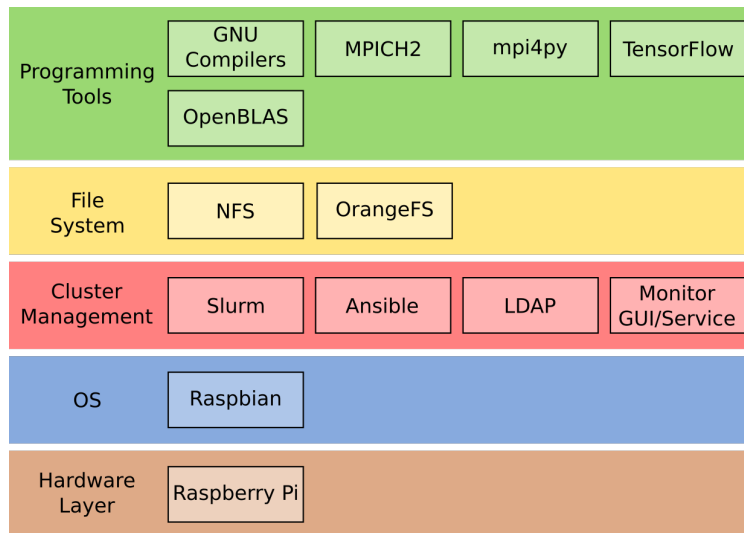 Programming
Tools
GNU
Compilers
MPICH2
mpi4py
TensorFlow
OpenBLAS
File
System
NFS
OrangeFS
Cluster
Management
Slurm
Ansible
LDAP
Monitor
GUI/Service
OS
Raspbian
Hardware
Layer
Raspberry Pi